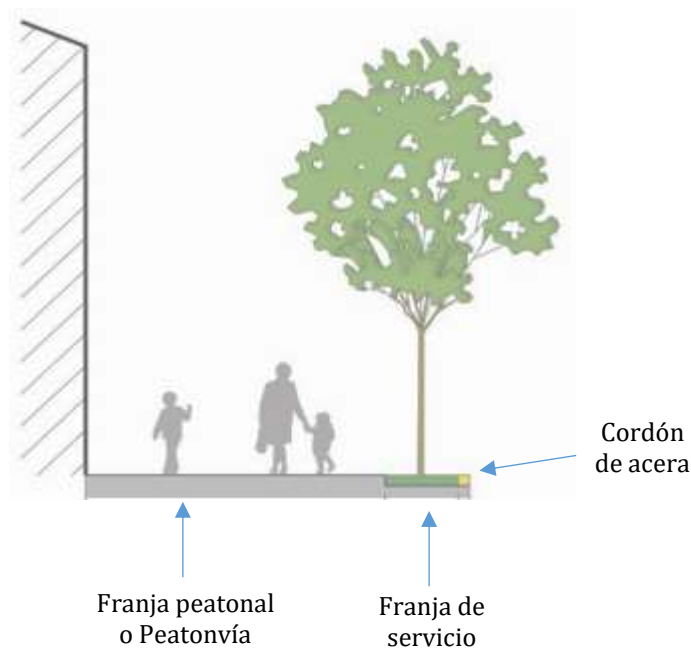 Cordón
de acera
Franja peatonal
o Peatonvía
Franja de
servicio